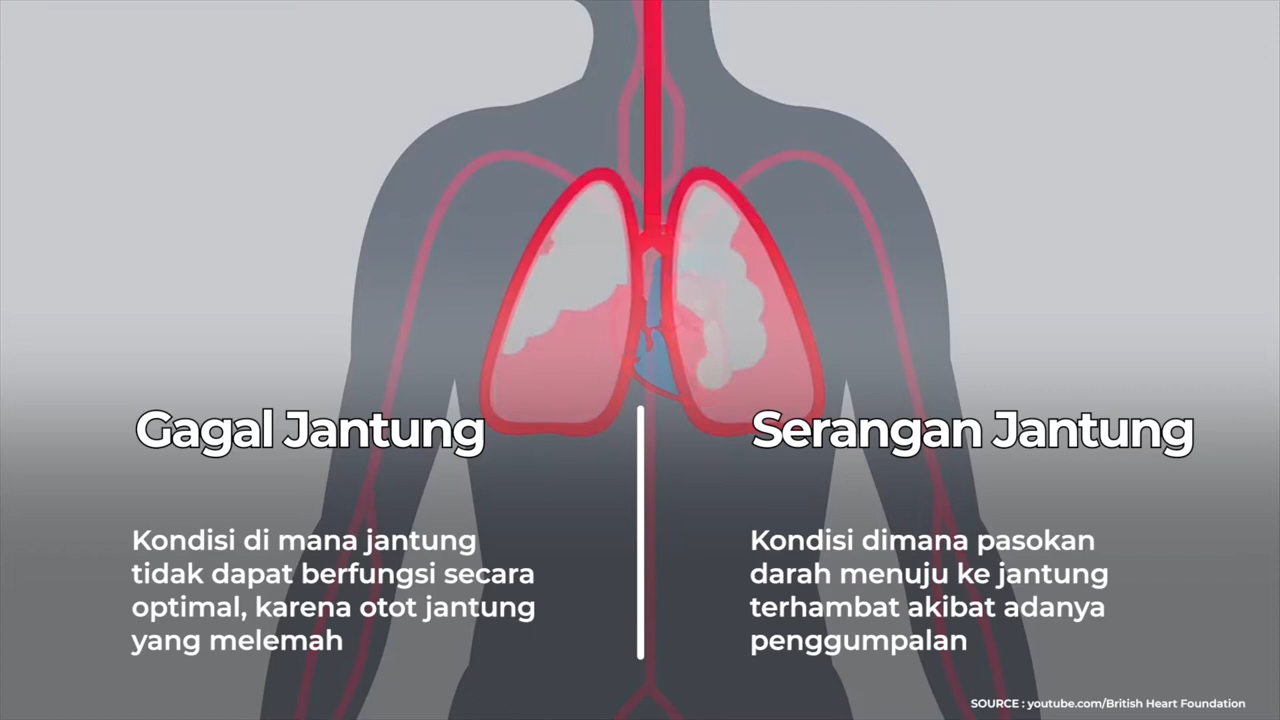 Gagal Jantung
Kondisi di mana jantung
tidak dapat berfungsi secara
optimal, karena otot jantung
yang melemah
Serangan Jantung
Kondisi dimana pasokan
darah menuju ke jantung
terhambat akibat adanya
penggumpalan
SOURCE : youtube.com/British Heart Foundation